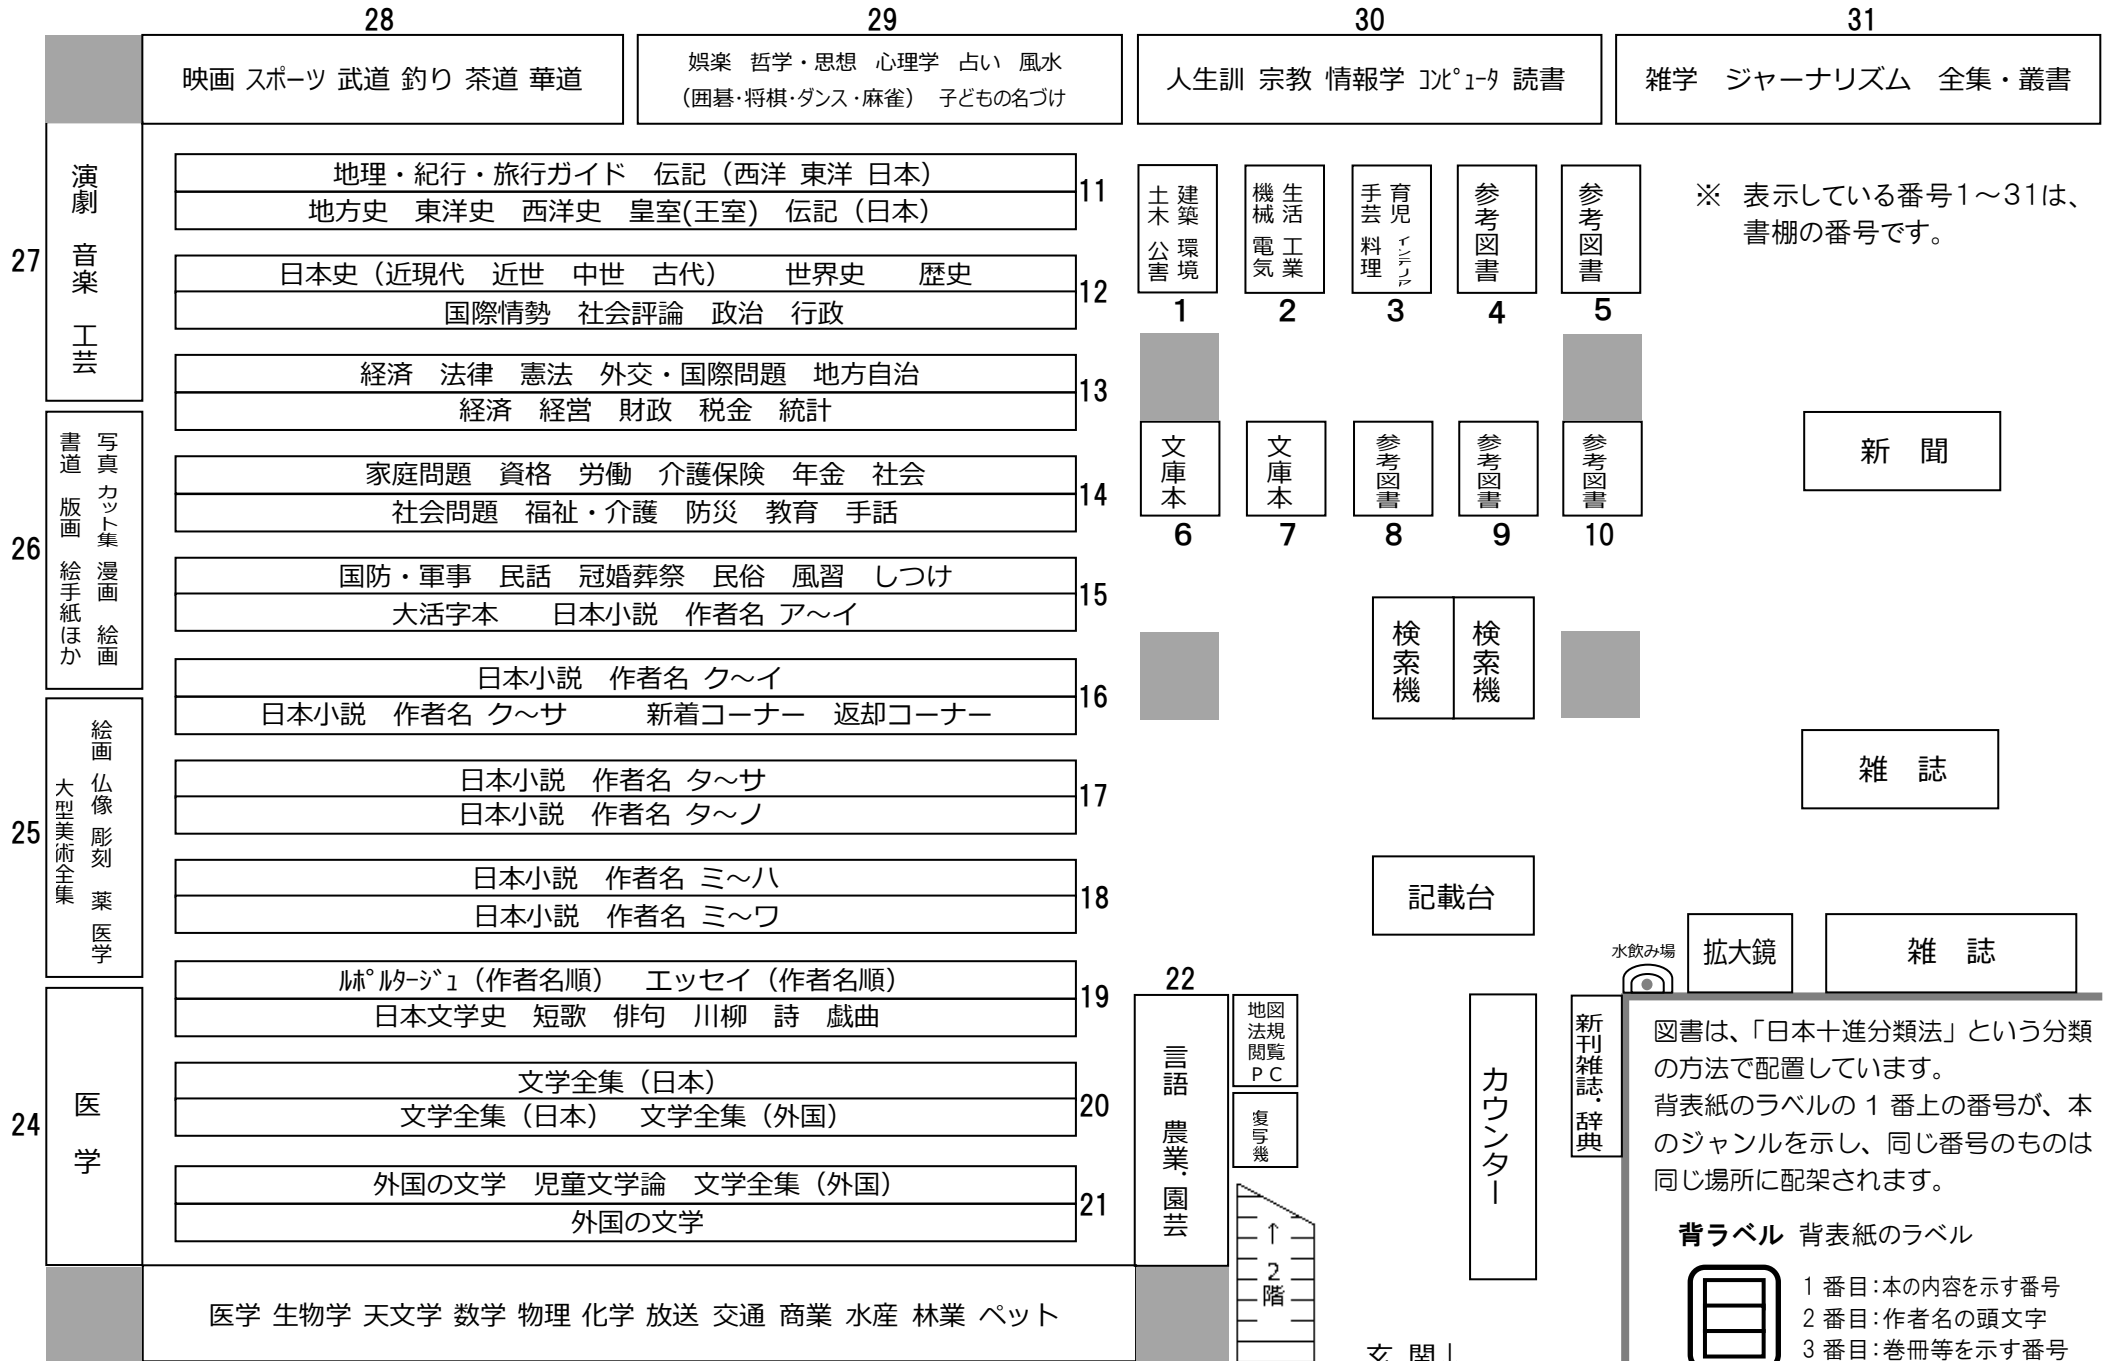 28
29
30
31
映画 スポーツ 武道 釣り 茶道 華道
娯楽 哲学・思想 心理学 占い 風水
(囲碁・将棋・ダンス・麻雀) 子どもの名づけ
人生訓 宗教 情報学 コンピュータ 読書
雑学 ジャーナリズム 全集・叢書
27
演劇 音楽 工芸
26
写真 カット集 漫画 絵画
書道 版画 絵手紙ほか
25
絵画 仏像 彫刻 薬 医学
大型美術全集
24
医学
地理・紀行・旅行ガイド 伝記(西洋 東洋 日本)
地方史 東洋史 西洋史 皇室(王室) 伝記(日本)
11
日本史(近現代 近世 中世 古代) 世界史 歴史
国際情勢 社会評論 政治 行政
12
経済 法律 憲法 外交・国際問題 地方自治
経済 経営 財政 税金 統計
13
家庭問題 資格 労働 介護保険 年金 社会
社会問題 福祉・介護 防災 教育 手話
14
国防・軍事 民話 冠婚葬祭 民俗 風習 しつけ
大活字本 日本小説 作者名 ア～イ
15
日本小説 作者名 ク～イ
日本小説 作者名 ク～サ 新着コーナー 返却コーナー
16
日本小説 作者名 タ～サ
日本小説 作者名 タ～ノ
17
日本小説 作者名 ミ～ハ
日本小説 作者名 ミ～ワ
18
ルポルタージュ(作者名順) エッセイ(作者名順)
日本文学史 短歌 俳句 川柳 詩 戯曲
19
文学全集(日本)
文学全集(日本) 文学全集(外国)
20
外国の文学 児童文学論 文学全集(外国)
外国の文学
21
医学 生物学 天文学 数学 物理 化学 放送 交通 商業 水産 林業 ペット
建築 環境
土木 公害
1
生活 工業
機械 電気
2
育児 インテリア
手芸 料理
3
参考図書
4
参考図書
5
文庫本
6
文庫本
7
参考図書
8
参考図書
9
参考図書
10
※ 表示している番号1～31は、
書棚の番号です。
新聞
検索機
検索機
雑誌
記載台
水飲み場
拡大鏡
雑誌
22
言語 農業・園芸
地図
法規
閲覧
PC
復写機
↑2階
カウンター
新刊雑誌・辞典
玄関
図書は、「日本十進分類法」という分類
の方法で配置しています。
背表紙のラベルの1番上の番号が、本
のジャンルを示し、同じ番号のものは
同じ場所に配架されます。
背ラベル 背表紙のラベル
1番目:本の内容を示す番号
2番目:作者名の頭文字
3番目:巻冊等を示す番号